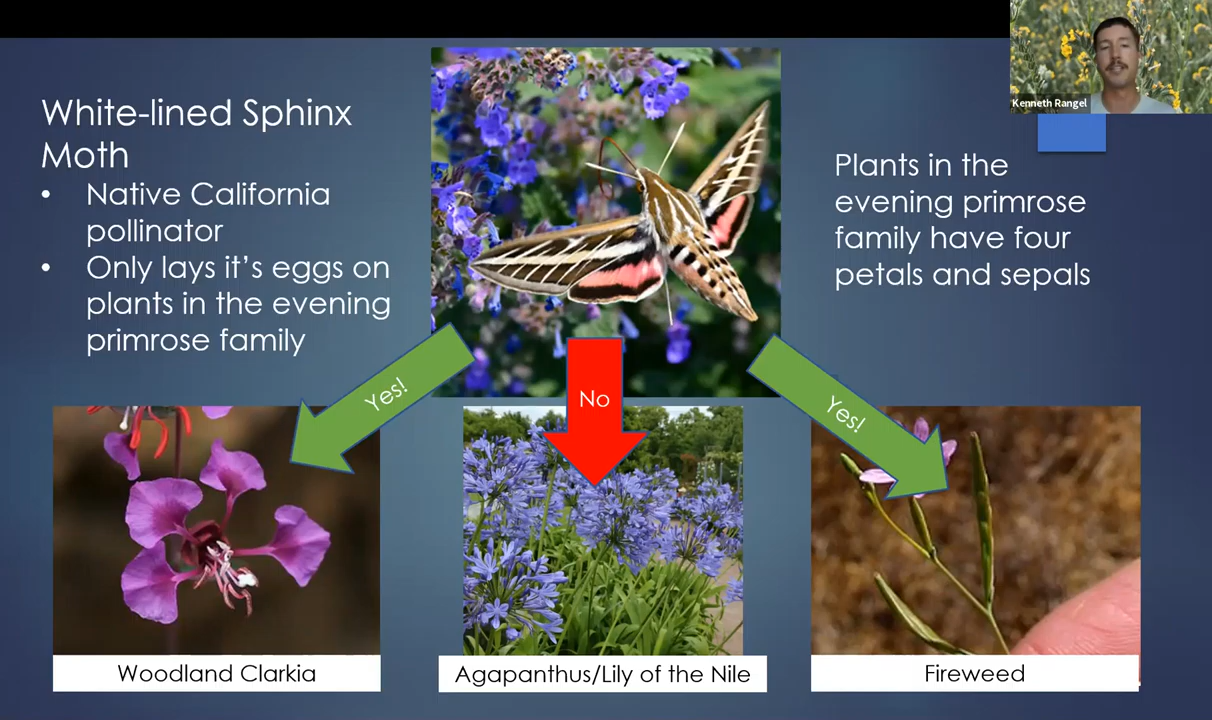 Kenneth Rangel
White-lined Sphinx
Moth
• Native California
pollinator
• Only lays it's eggs on
plants in the evening
primrose family
Plants in the
evening primrose
family have four
petals and sepals
Yes!
No
Yes!
Woodland Clarkia
Agapanthus/Lily of the Nile
Fireweed